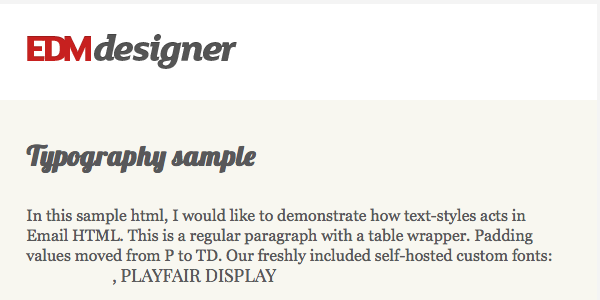 EDMdesigner
Typography sample
In this sample html, I would like to demonstrate how text-styles acts in
Email HTML. This is a regular paragraph with a table wrapper. Padding
values moved from P to TD. Our freshly included self-hosted custom fonts:
, PLAYFAIR DISPLAY